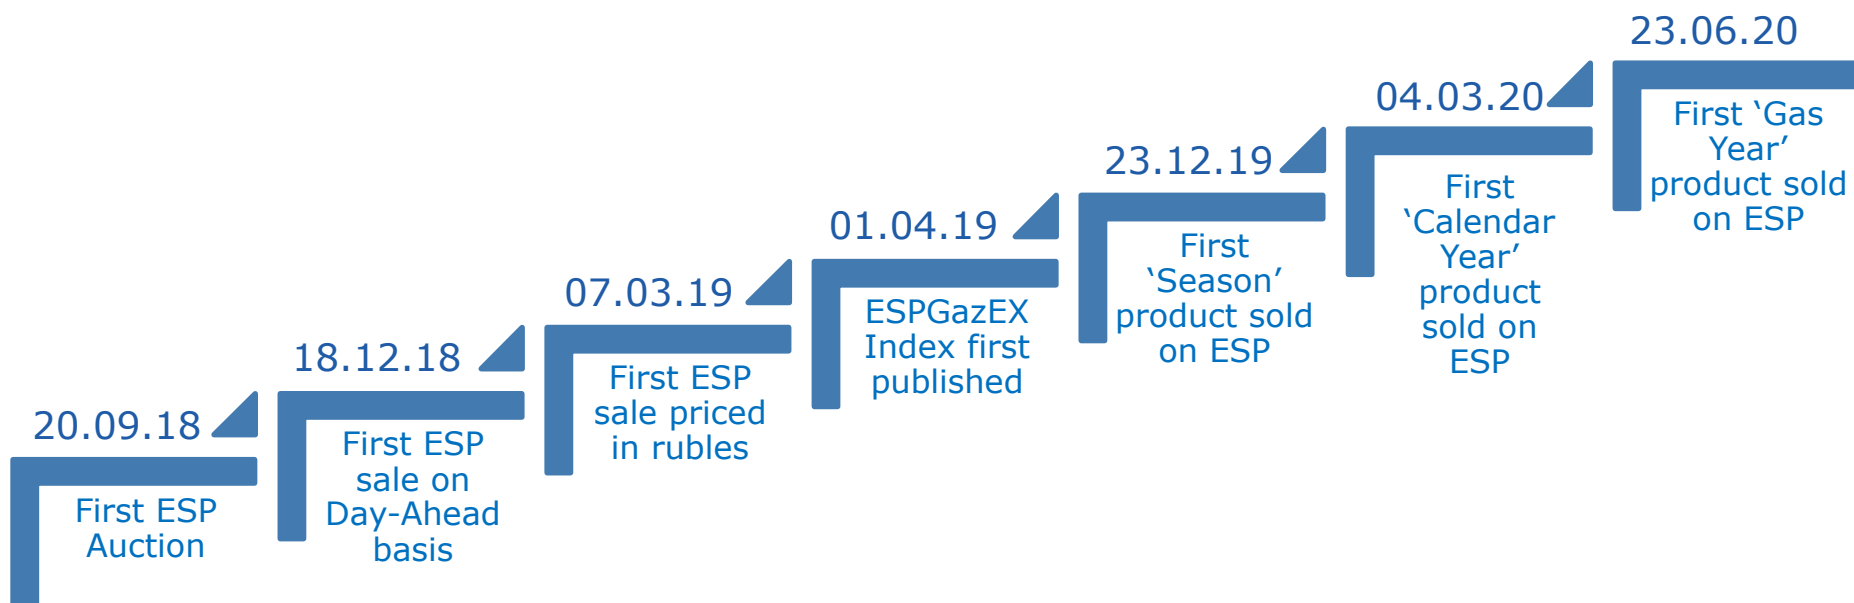 20.09.18
First ESP
Auction
18.12.18
First ESP
sale on
Day-Ahead
basis
07.03.19
First ESP
sale priced
in rubles
01.04.19
ESPGazEX
Index first
published
23.12.19
First
‘Season’
product sold
on ESP
04.03.20
First
‘Calendar
Year’
product
sold on
ESP
23.06.20
First ‘Gas
Year’
product sold
on ESP